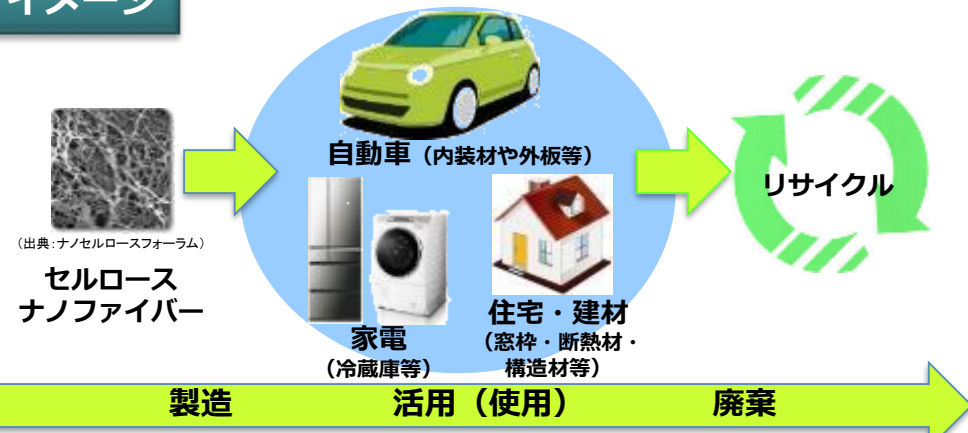 イメージ
自動車（内装材や外板等）
リサイクル
（出典：ナノセルロースフォーラム）
セルロース
ナノファイバー
家電
（冷蔵庫等）
住宅・建材
（窓枠・断熱材・
構造材等）
製造
活用（使用）
廃棄